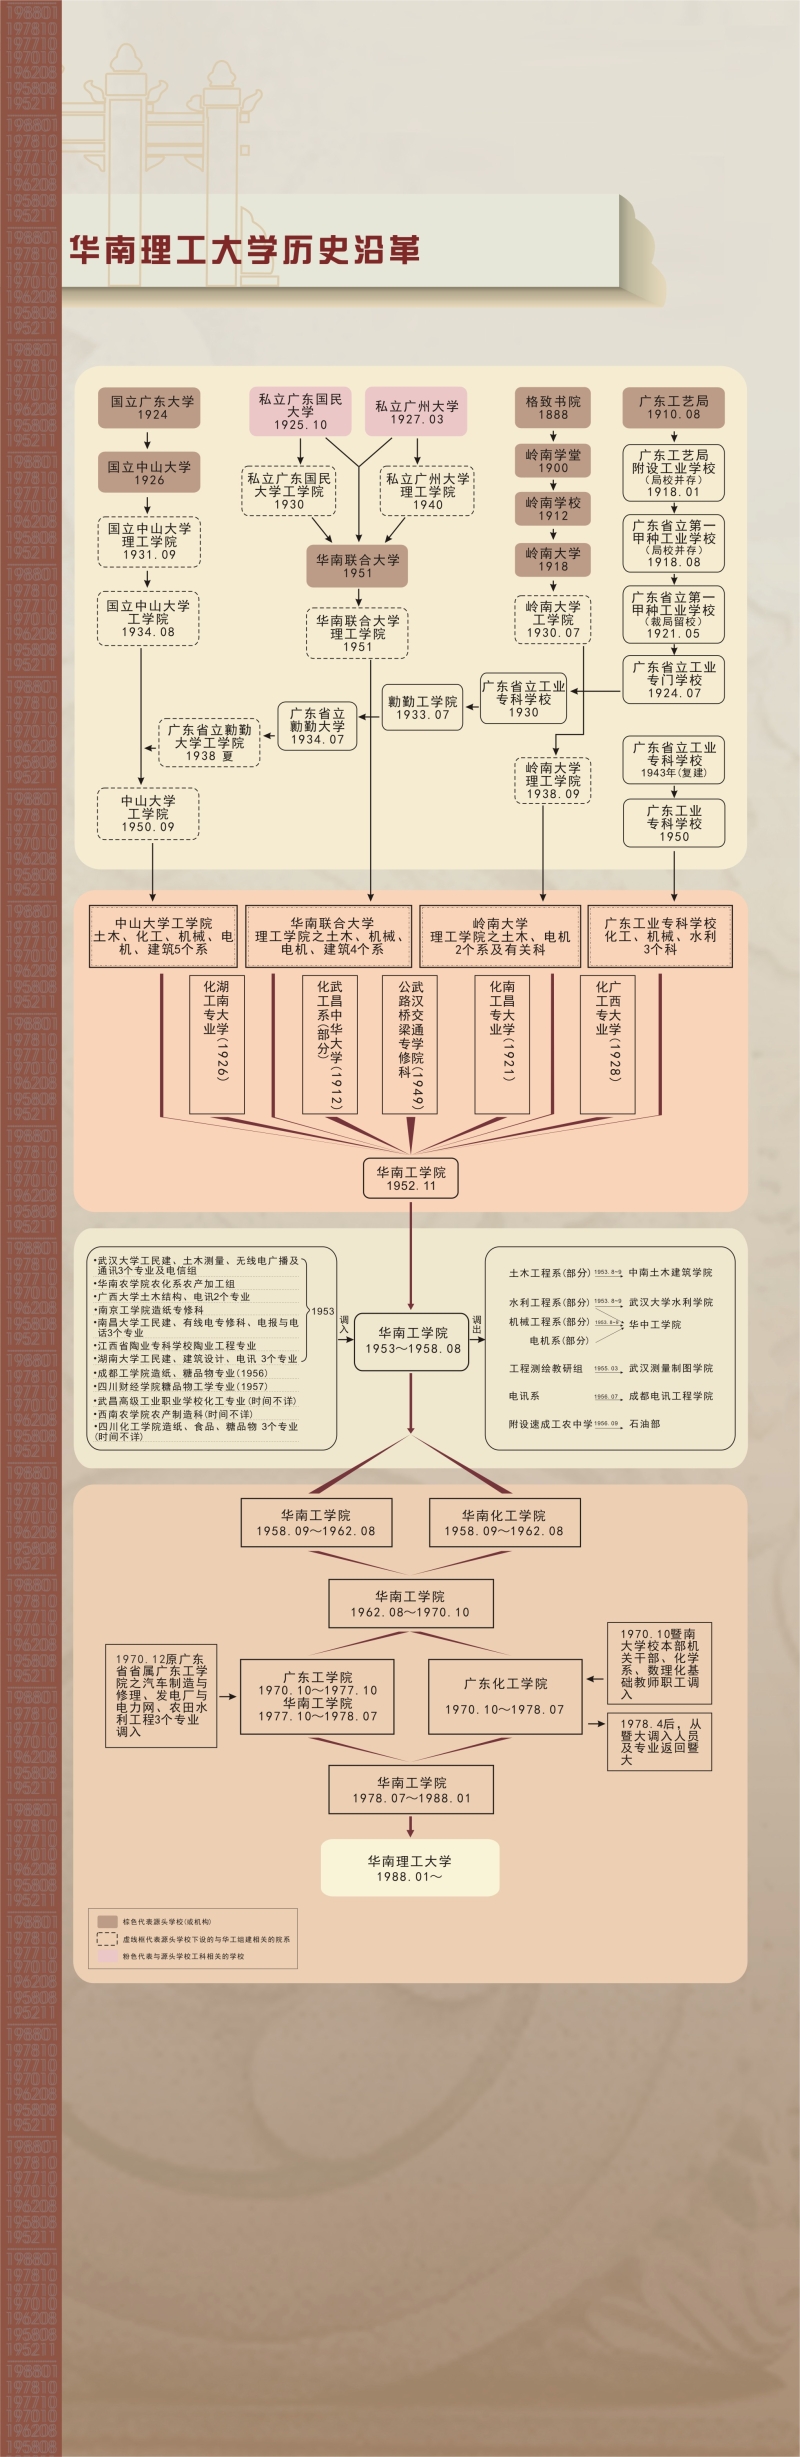 华南理工大学历史沿革
国立广东大学
1924
国立中山大学
1926
国立中山大学
理工学院
1931.09
国立中山大学
工学院
1934.08
私立广东国民
大学
1925.10
私立广州大学
1927.03
私立广东国民
大学工学院
1930
私立广州大学
理工学院
1940
华南联合大学
1951
华南联合大学
理工学院
1951
格致书院
1888
岭南学堂
1900
岭南学校
1912
岭南大学
1918
岭南大学
工学院
1930.07
广东工艺局
1910.08
广东工艺局
附设工业学校
(局校并存)
1918.01
广东省立第一
甲种工业学校
(局校并存)
1918.08
广东省立第一
甲种工业学校
(裁局留校)
1921.05
广东省立工业
专门学校
1924.07
广东省立工业
专科学校
1930
勷勤工学院
1933.07
广东省立
勷勤大学
1934.07
广东省立勷勤
大学工学院
1938 夏
中山大学
工学院
1950.09
岭南大学
理工学院
1938.09
广东省立工业
专科学校
1943年(复建)
广东工业
专科学校
1950
中山大学工学院
土木、化工、机械、电
机、建筑5个系
华南联合大学
理工学院之土木、机械、
电机、建筑4个系
岭南大学
理工学院之土木、电机
2个系及有关科
广东工业专科学校
化工、机械、水利
3个科
湖南大学(1926)
化工专业
武昌中华大学(1912)
化工系(部分)
武汉交通学院(1949)
公路桥梁专修科
南昌大学(1921)
化工专业
广西大学(1928)
化工专业
华南工学院
1952.11
•武汉大学工民建、土木测量、无线电广播及
通讯3个专业及电信组
•华南农学院农化系农产加工组
•广西大学土木结构、电讯2个专业
•南京工学院造纸专修科
•南昌大学工民建、有线电专修科、电报与电
话3个专业
•江西省陶业专科学校陶业工程专业
•湖南大学工民建、建筑设计、电讯 3个专业
1953
•成都工学院造纸、糖品物专业(1956)
•四川财经学院糖品物工学专业(1957)
•武昌高级工业职业学校化工专业(时间不详)
•西南农学院农产制造科(时间不详)
•四川化工学院造纸、食品、糖品物 3个专业
(时间不详)
调入
华南工学院
1953～1958.08
调出
土木工程系(部分) 1953.8~9 中南土木建筑学院
水利工程系(部分) 1953.8~9 武汉大学水利学院
机械工程系(部分) 1953.8~9 华中工学院
电机系(部分)
工程测绘教研组 1955.03 武汉测量制图学院
电讯系 1956.07 成都电讯工程学院
附设速成工农中学 1956.09 石油部
华南工学院
1958.09～1962.08
华南化工学院
1958.09～1962.08
华南工学院
1962.08～1970.10
1970.12原广东
省省属广东工学
院之汽车制造与
修理、发电厂与
电力网、农田水
利工程3个专业
调入
广东工学院
1970.10～1977.10
华南工学院
1977.10～1978.07
广东化工学院
1970.10～1978.07
1970.10暨南
大学校本部机
关干部、化学
系、数理化基
础教师职工调
入
1978.4后，从
暨大调入人员
及专业返回暨
大
华南工学院
1978.07～1988.01
华南理工大学
1988.01～
棕色代表源头学校(或机构)
虚线框代表源头学校下设的与华工组建相关的院系
粉色代表与源头学校工科相关的学校